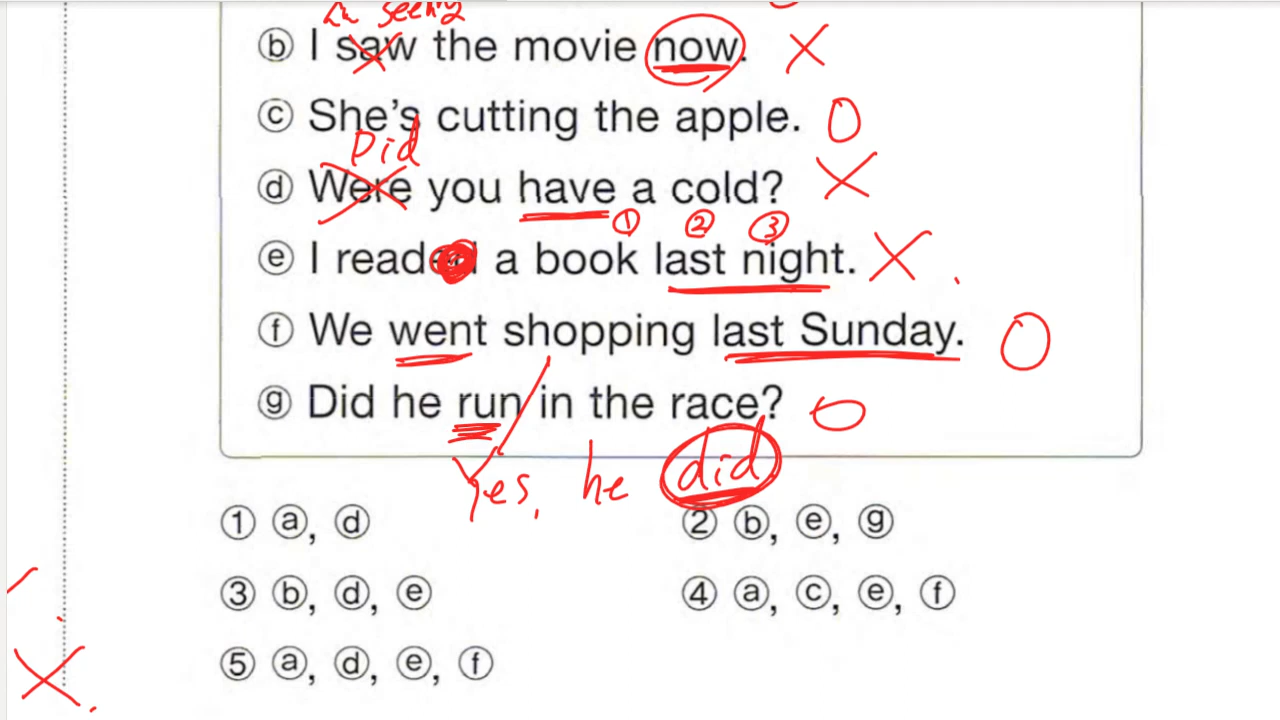 seeing
ⓑ I saw the movie now. X
ⓒ She's cutting the apple. O
Did
ⓓ Were you have a cold? X
① ② ③
ⓔ I read a book last night. X
ⓕ We went shopping last Sunday. O
ⓖ Did he run in the race? O
Yes, he did
① ⓐ, ⓓ
② ⓑ, ⓔ, ⓖ
③ ⓑ, ⓓ, ⓔ
④ ⓐ, ⓒ, ⓔ, ⓕ
⑤ ⓐ, ⓓ, ⓔ, ⓕ